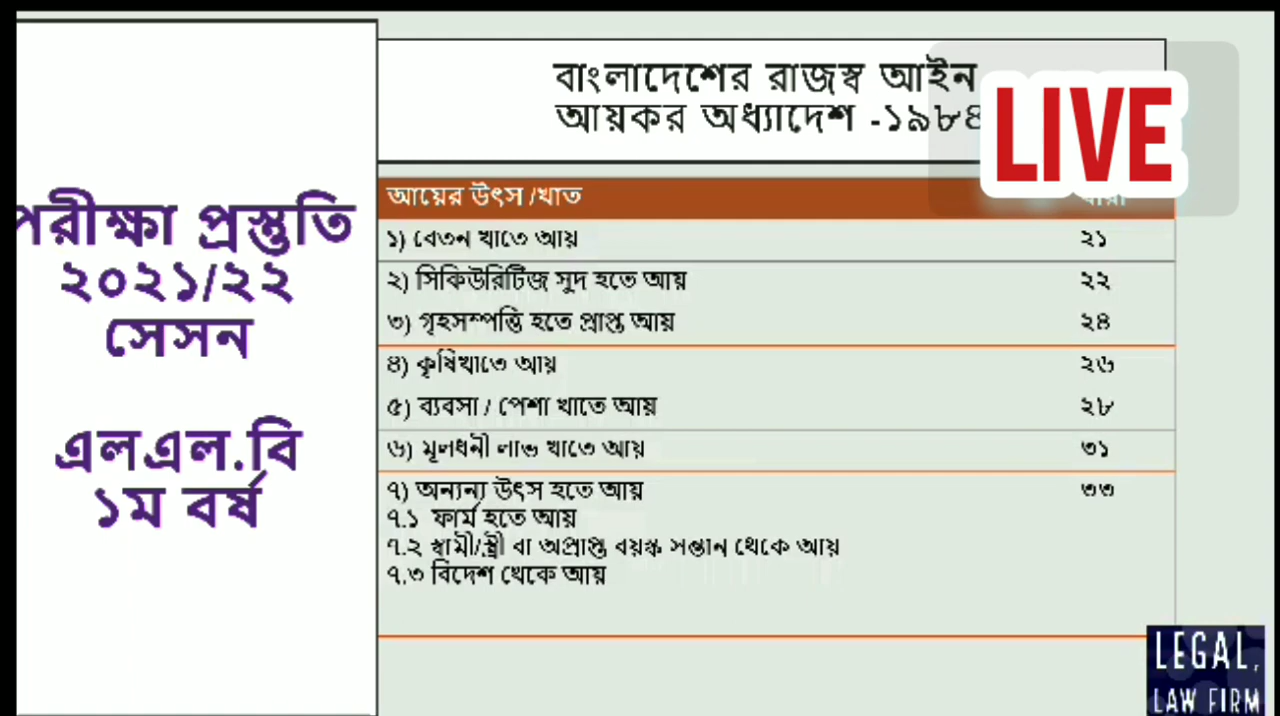 পরীক্ষা প্রস্তুতি
২০২১/২২
সেসন
এলএল.বি
১ম বর্ষ
বাংলাদেশের রাজস্ব আইন
আয়কর অধ্যাদেশ -১৯৮৪
LIVE
আয়ের উৎস /খাত
১) বেতন খাতে আয় ২১
২) সিকিউরিটিজ সুদ হতে আয় ২২
৩) গৃহসম্পত্তি হতে প্রাপ্ত আয় ২৪
৪) কৃষিখাতে আয় ২৬
৫) ব্যবসা / পেশা খাতে আয় ২৮
৬) মূলধনী লাভ খাতে আয় ৩১
৭) অন্যন্য উৎস হতে আয় ৩৩
৭.১ ফার্ম হতে আয়
৭.২ স্বামী/স্ত্রী বা অপ্রাপ্ত বয়স্ক সন্তান থেকে আয়
৭.৩ বিদেশ থেকে আয়
LEGAL,
LAW FIRM